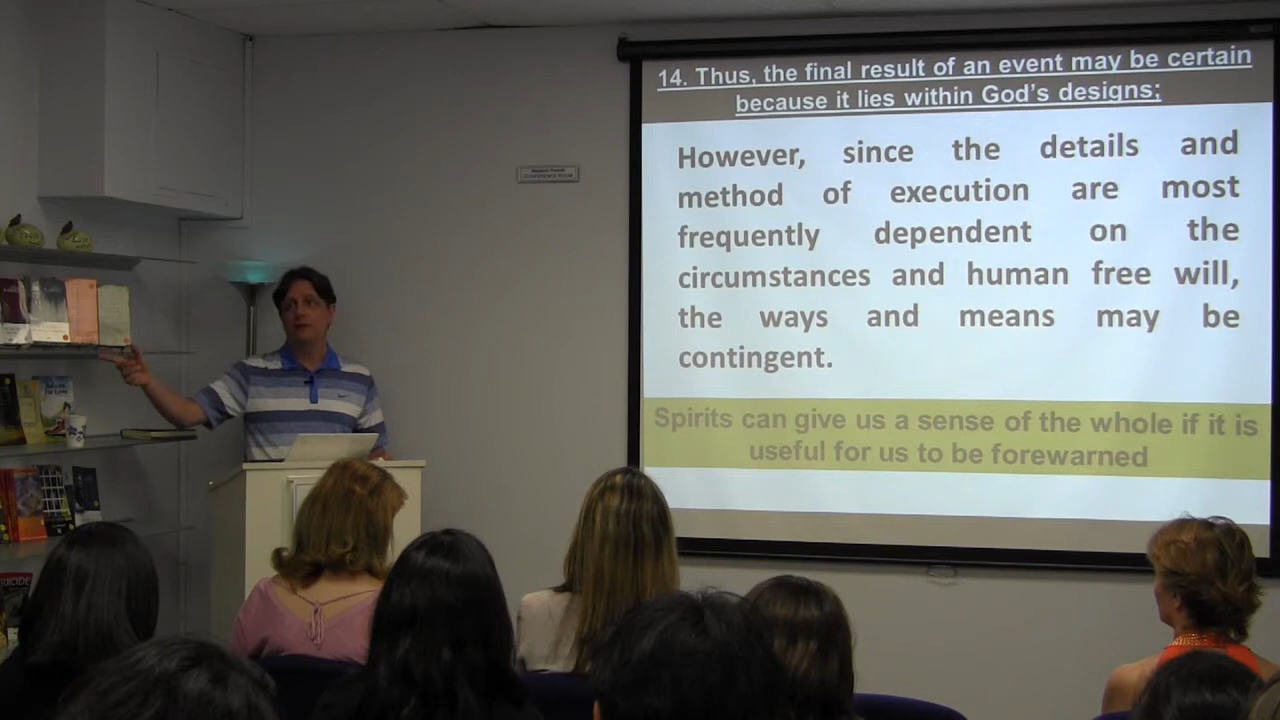 14. Thus, the final result of an event may be certain
because it lies within God's designs;
However, since the details and
method of execution are most
frequently dependent on the
circumstances and human free will,
the ways and means may be
contingent.
Spirits can give us a sense of the whole if it is
useful for us to be forewarned
CONFERENCE ROOM
SUICIDE